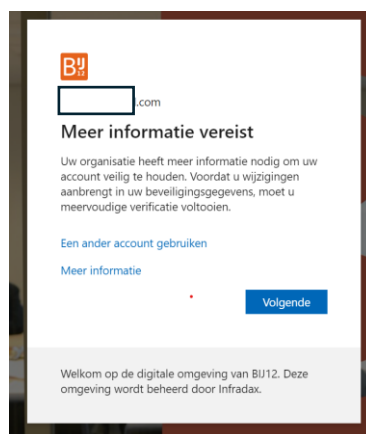 BIJ
12
.com
Meer informatie vereist
Uw organisatie heeft meer informatie nodig om uw
account veilig te houden. Voordat u wijzigingen
aanbrengt in uw beveiligingsgegevens, moet u
meervoudige verificatie voltooien.
Een ander account gebruiken
Meer informatie
Volgende
Welkom op de digitale omgeving van BIJ12. Deze
omgeving wordt beheerd door Infradax.